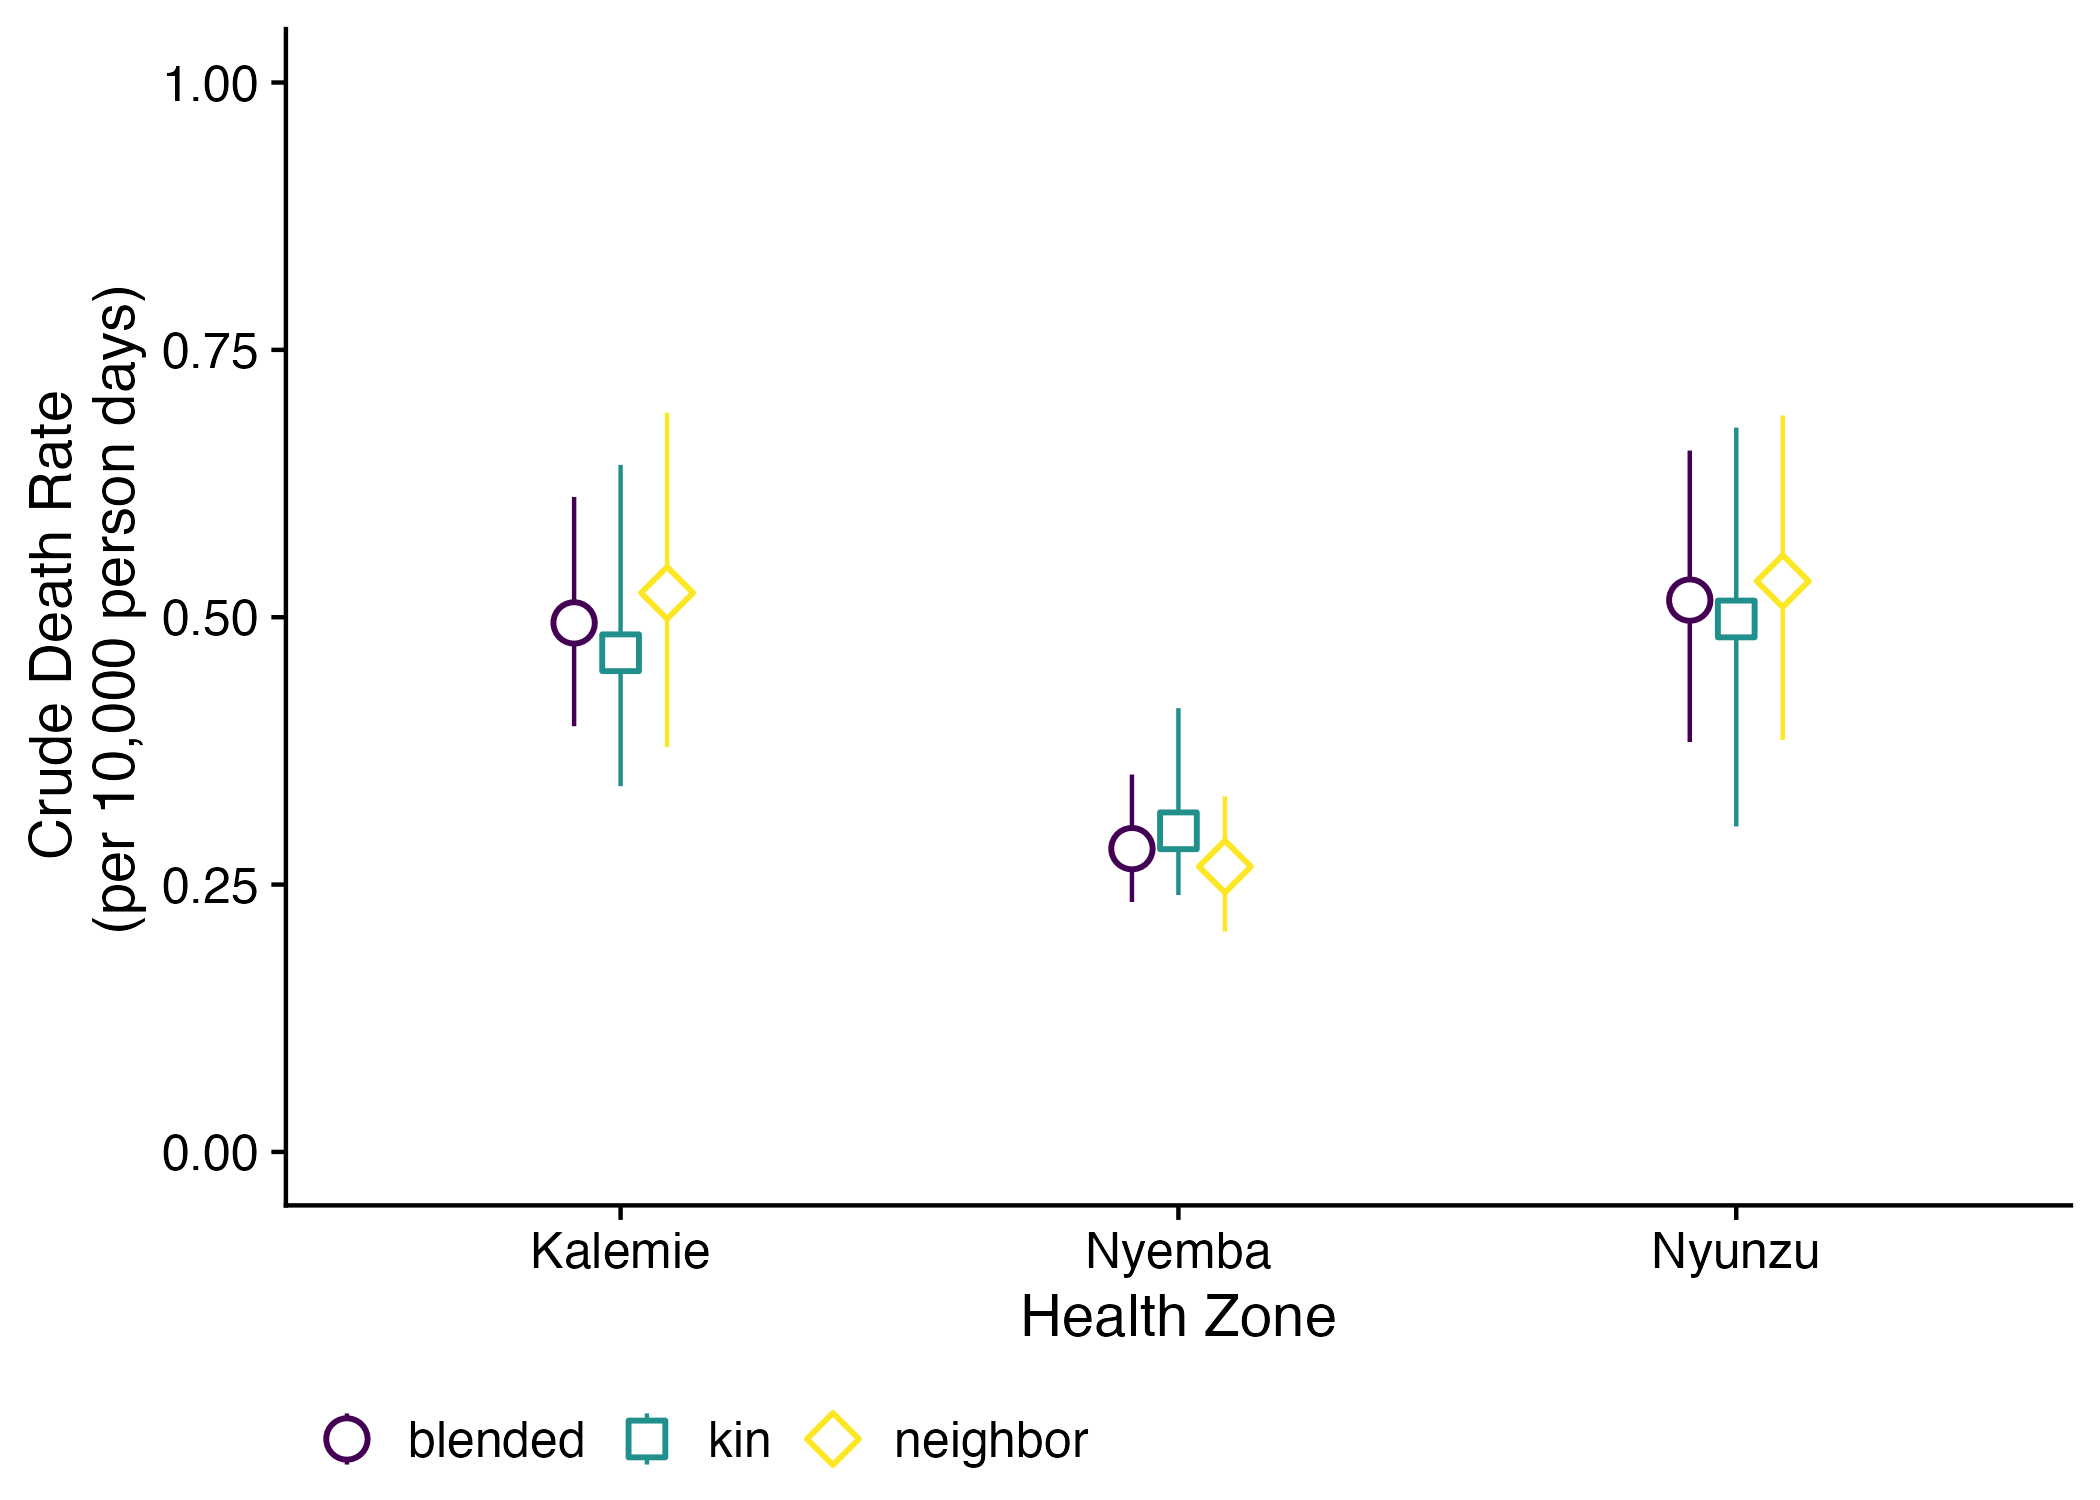 Crude Death Rate
(per 10,000 person days)
1.00
0.75
0.50
0.25
0.00
Kalemie Nyemba Nyunzu
Health Zone
blended kin neighbor